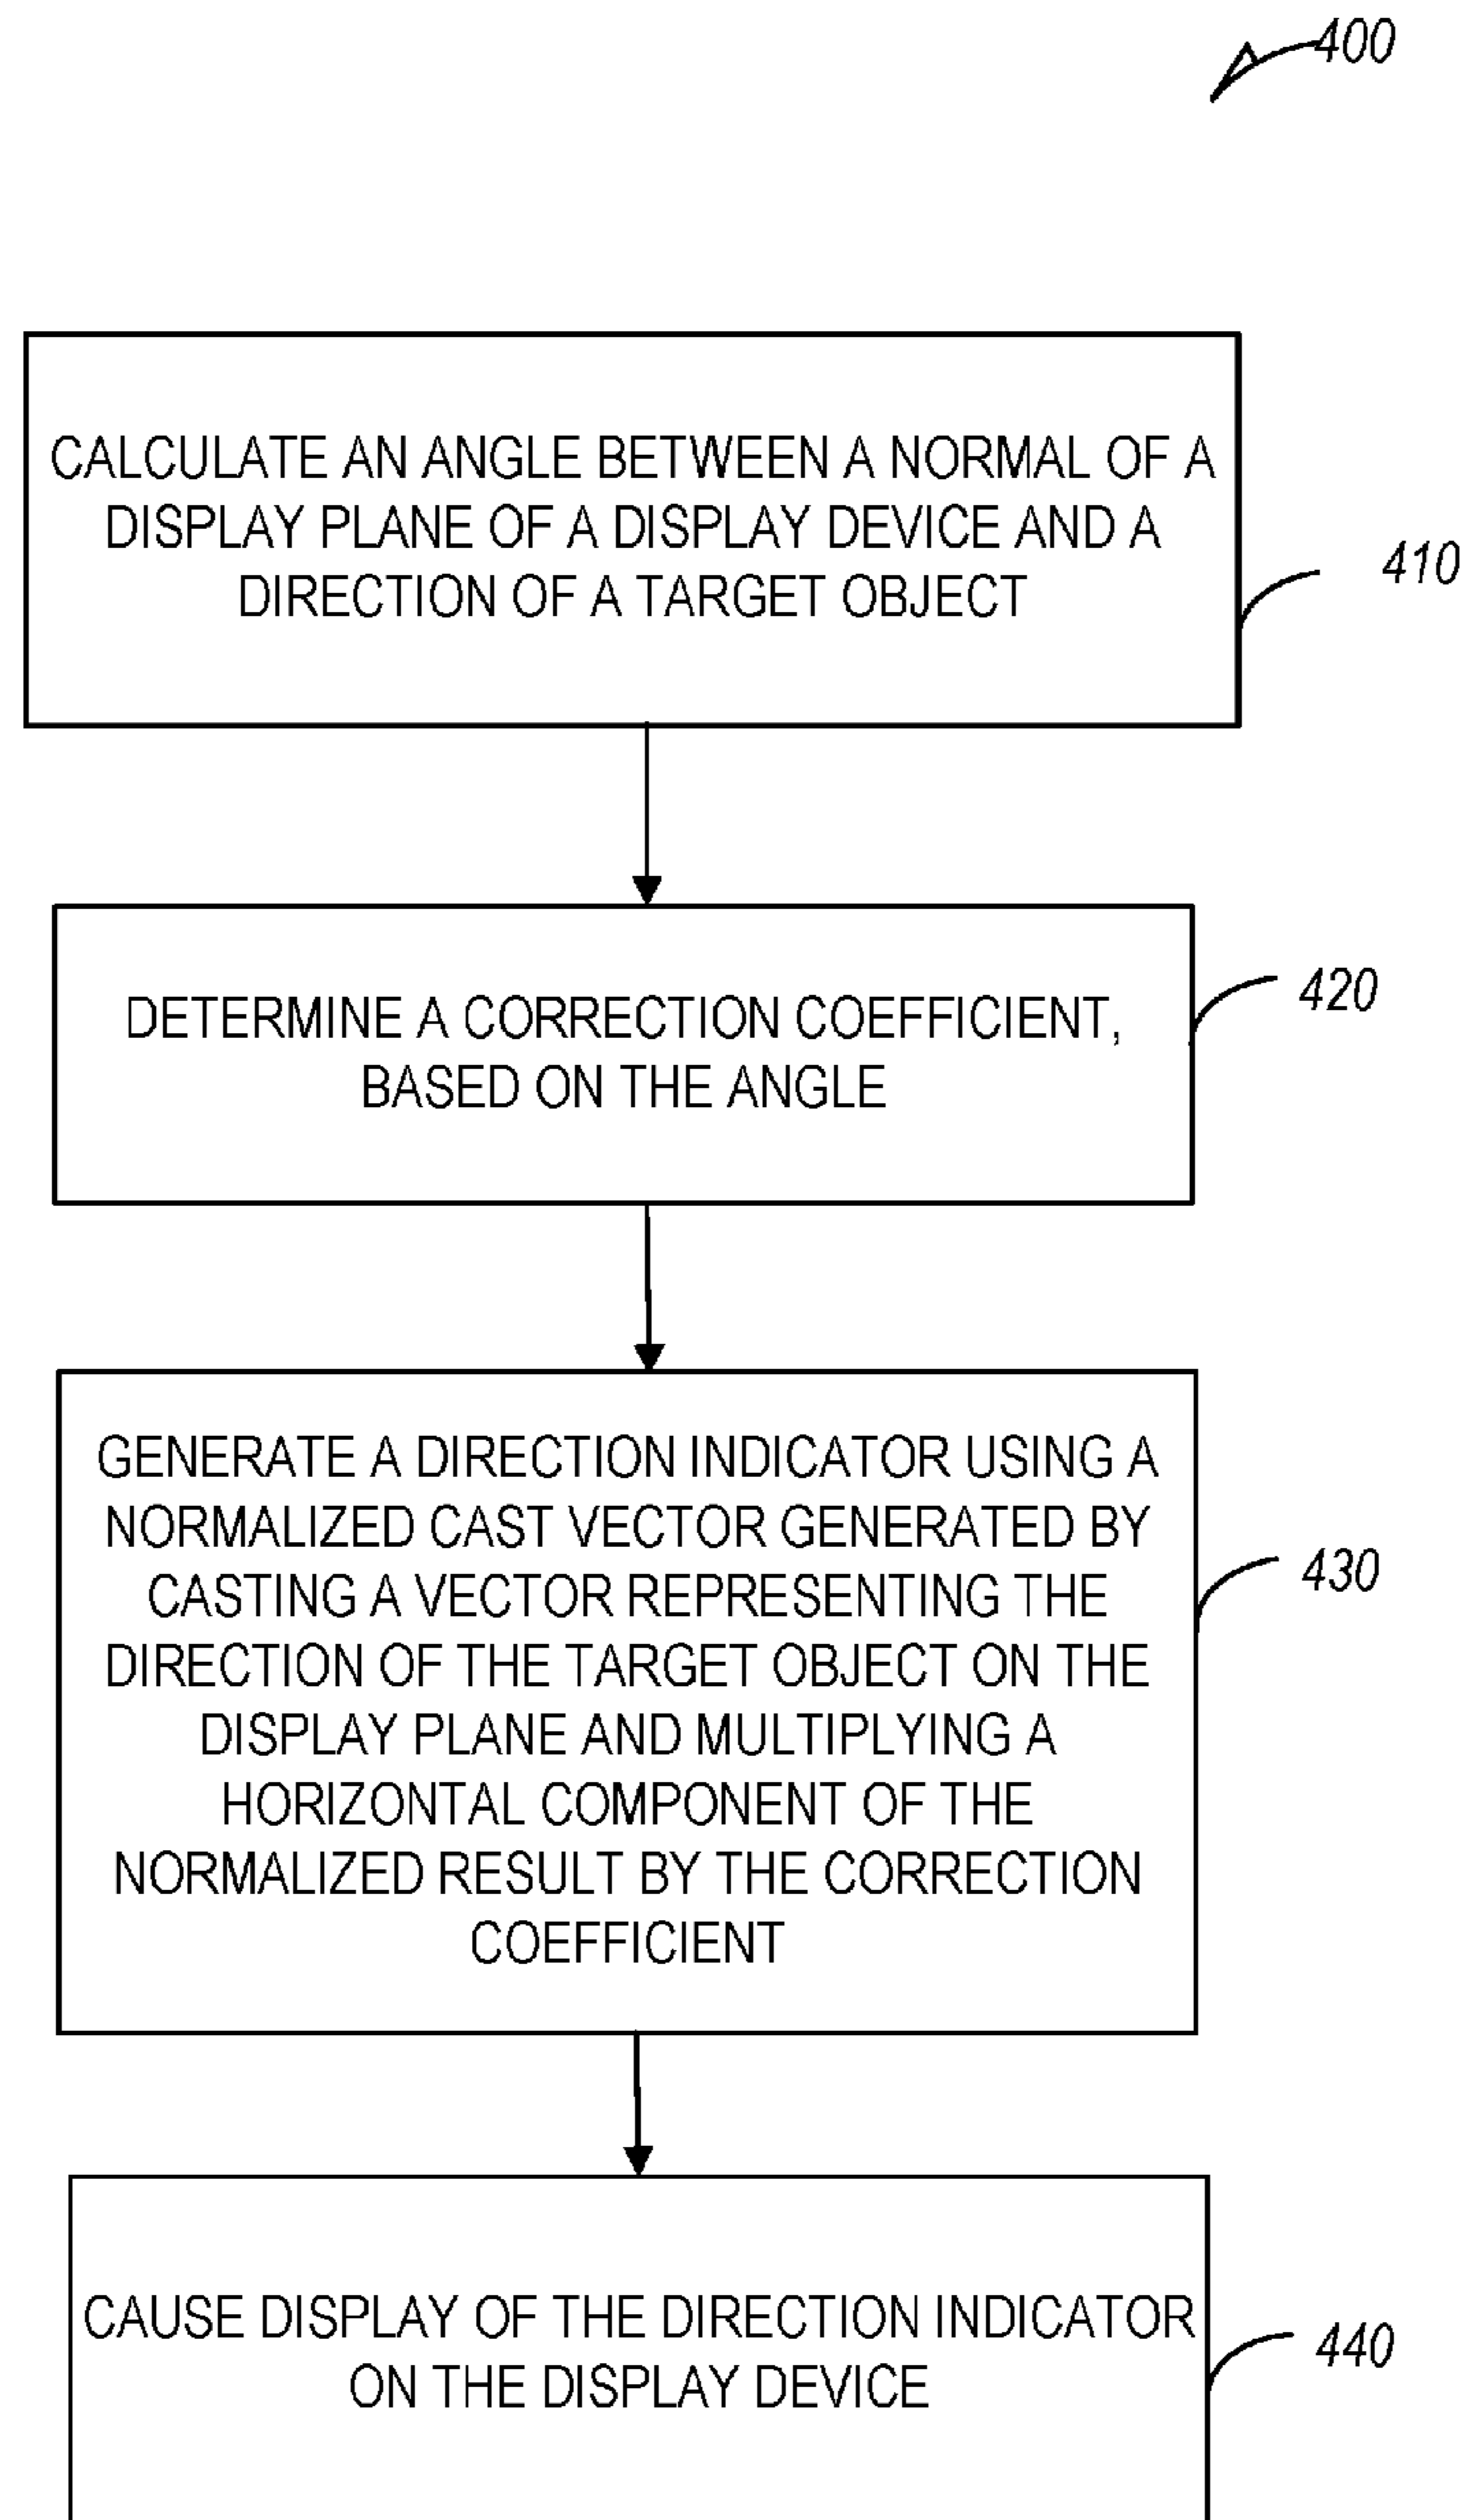 400
CALCULATE AN ANGLE BETWEEN A NORMAL OF A
DISPLAY PLANE OF A DISPLAY DEVICE AND A
DIRECTION OF A TARGET OBJECT
410
DETERMINE A CORRECTION COEFFICIENT,
BASED ON THE ANGLE
420
GENERATE A DIRECTION INDICATOR USING A
NORMALIZED CAST VECTOR GENERATED BY
CASTING A VECTOR REPRESENTING THE
DIRECTION OF THE TARGET OBJECT ON THE
DISPLAY PLANE AND MULTIPLYING A
HORIZONTAL COMPONENT OF THE
NORMALIZED RESULT BY THE CORRECTION
COEFFICIENT
430
CAUSE DISPLAY OF THE DIRECTION INDICATOR
ON THE DISPLAY DEVICE
440